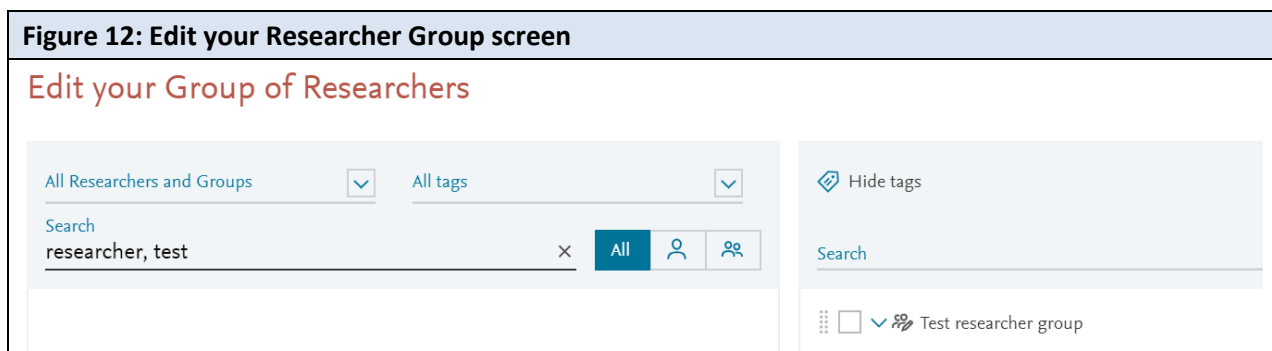 Figure 12: Edit your Researcher Group screen
Edit your Group of Researchers
All Researchers and Groups
All tags
Search
researcher, test
All
Hide tags
Search
Test researcher group